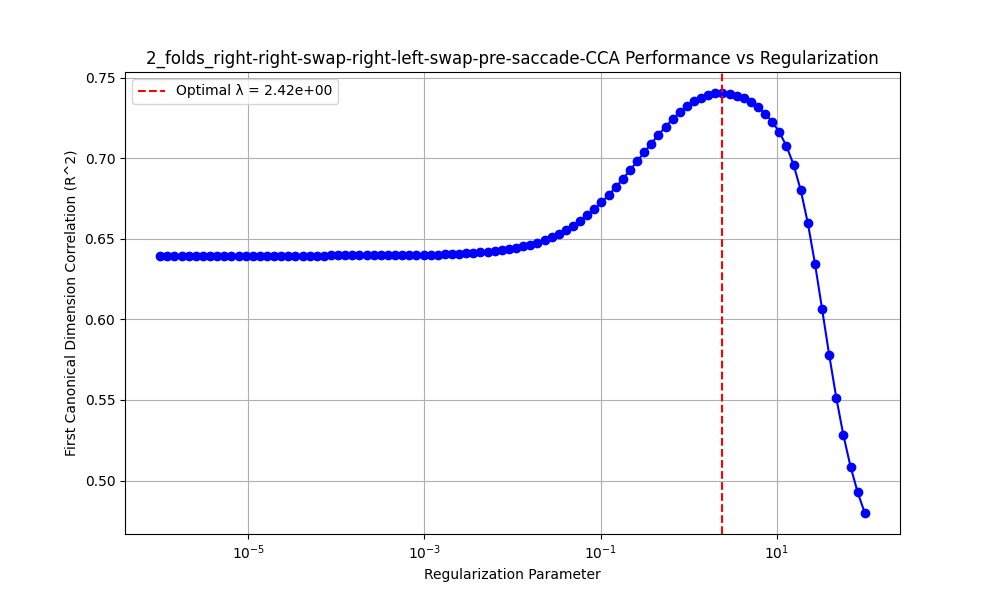 2_folds_right-right-swap-right-left-swap-pre-saccade-CCA Performance vs Regularization
Optimal λ = 2.42e+00
First Canonical Dimension Correlation (R^2)
0.75
0.70
0.65
0.60
0.55
0.50
10⁻⁵ 10⁻³ 10⁻¹ 10¹
Regularization Parameter